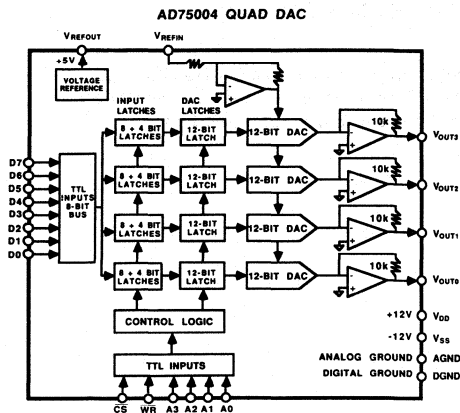 AD75004 QUAD DAC
VREFOUT
VREFIN
+5V
VOLTAGE
REFERENCE
INPUT
LATCHES
DAC
LATCHES
8 + 4 BIT
LATCHES
12-BIT
LATCH
12-BIT DAC
10k
VOUT3
8 + 4 BIT
LATCHES
12-BIT
LATCH
12-BIT DAC
10k
VOUT2
8 + 4 BIT
LATCHES
12-BIT
LATCH
12-BIT DAC
10k
VOUT1
8 + 4 BIT
LATCHES
12-BIT
LATCH
12-BIT DAC
10k
VOUT0
D7
D6
D5
D4
D3
D2
D1
D0
TTL
INPUTS
8-BIT
BUS
CONTROL LOGIC
TTL INPUTS
+12V VDD
-12V VSS
ANALOG GROUND AGND
DIGITAL GROUND DGND
CS WR A3 A2 A1 A0